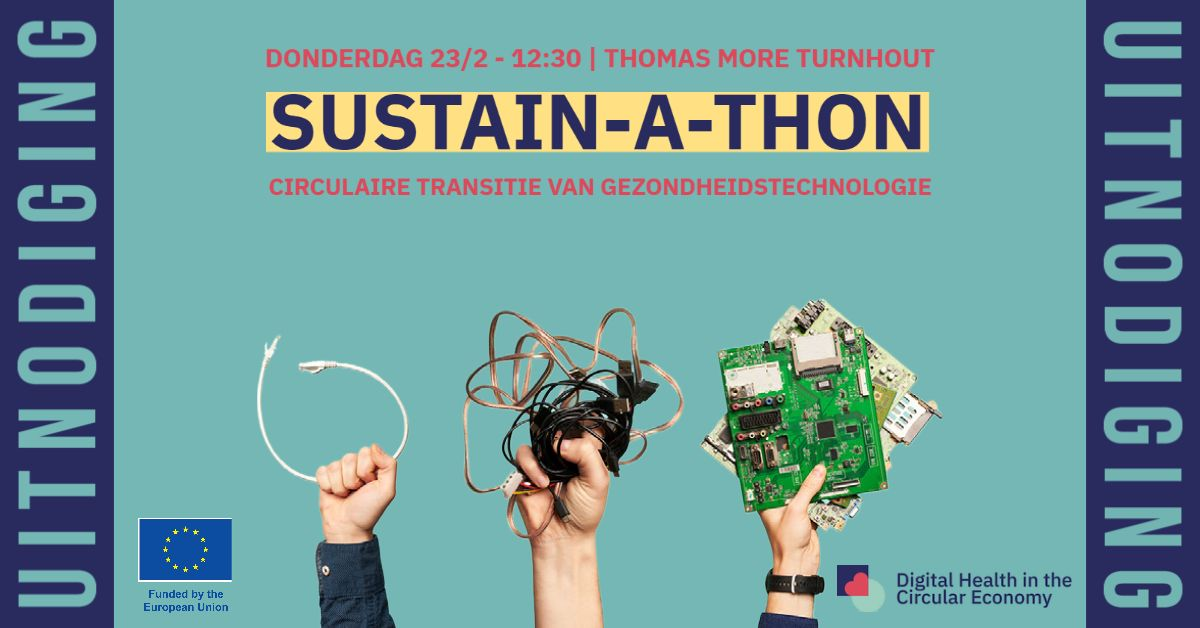 UITNODIGING
DONDERDAG 23/2 - 12:30 | THOMAS MORE TURNHOUT
SUSTAIN-A-THON
CIRCULAIRE TRANSITIE VAN GEZONDHEIDSTECHNOLOGIE
Funded by the
European Union
Digital Health in the
Circular Economy
UITNODIGING